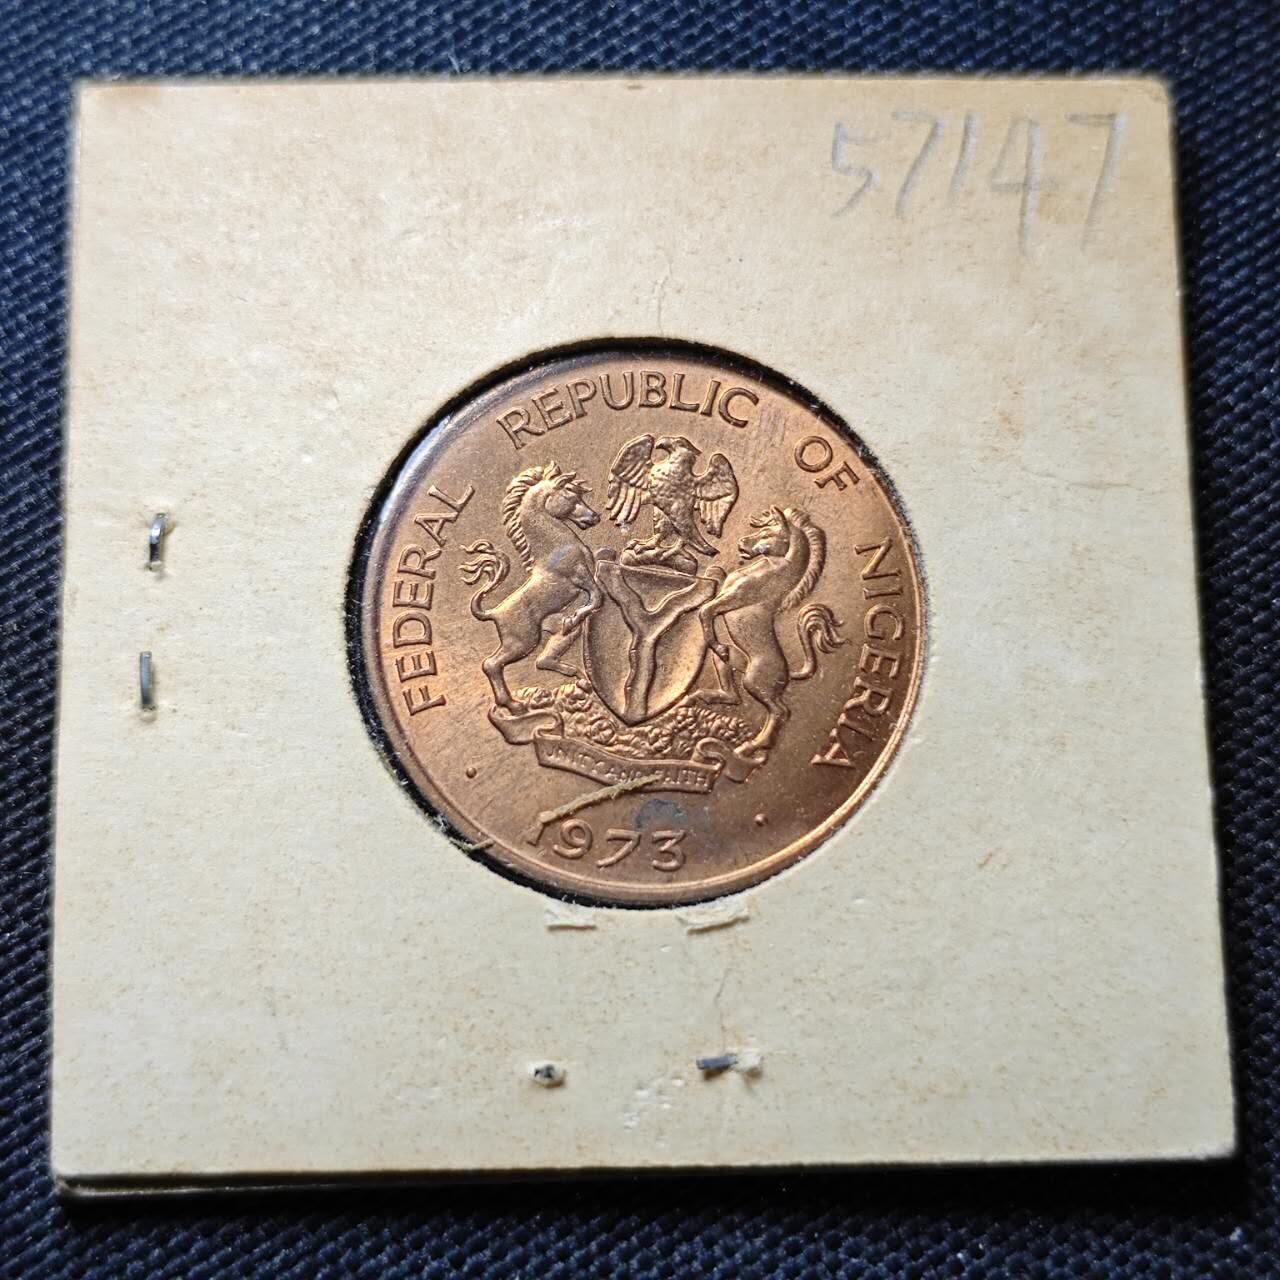 57147
FEDERAL REPUBLIC OF NIGERIA
UNITY AND FAITH
1973